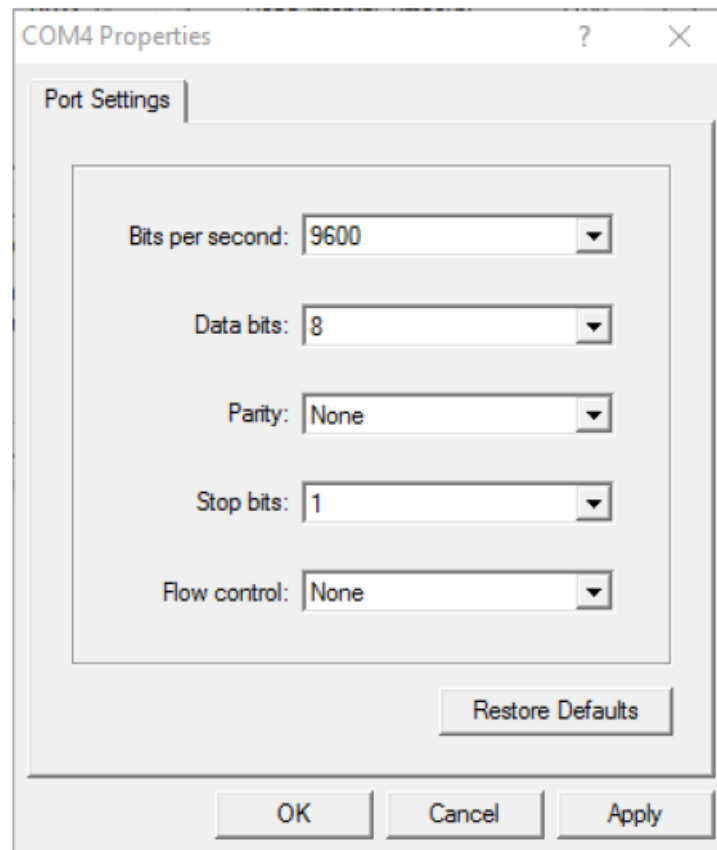 COM4 Properties ? ×
Port Settings
Bits per second: 9600
Data bits: 8
Parity: None
Stop bits: 1
Flow control: None
Restore Defaults
OK Cancel Apply